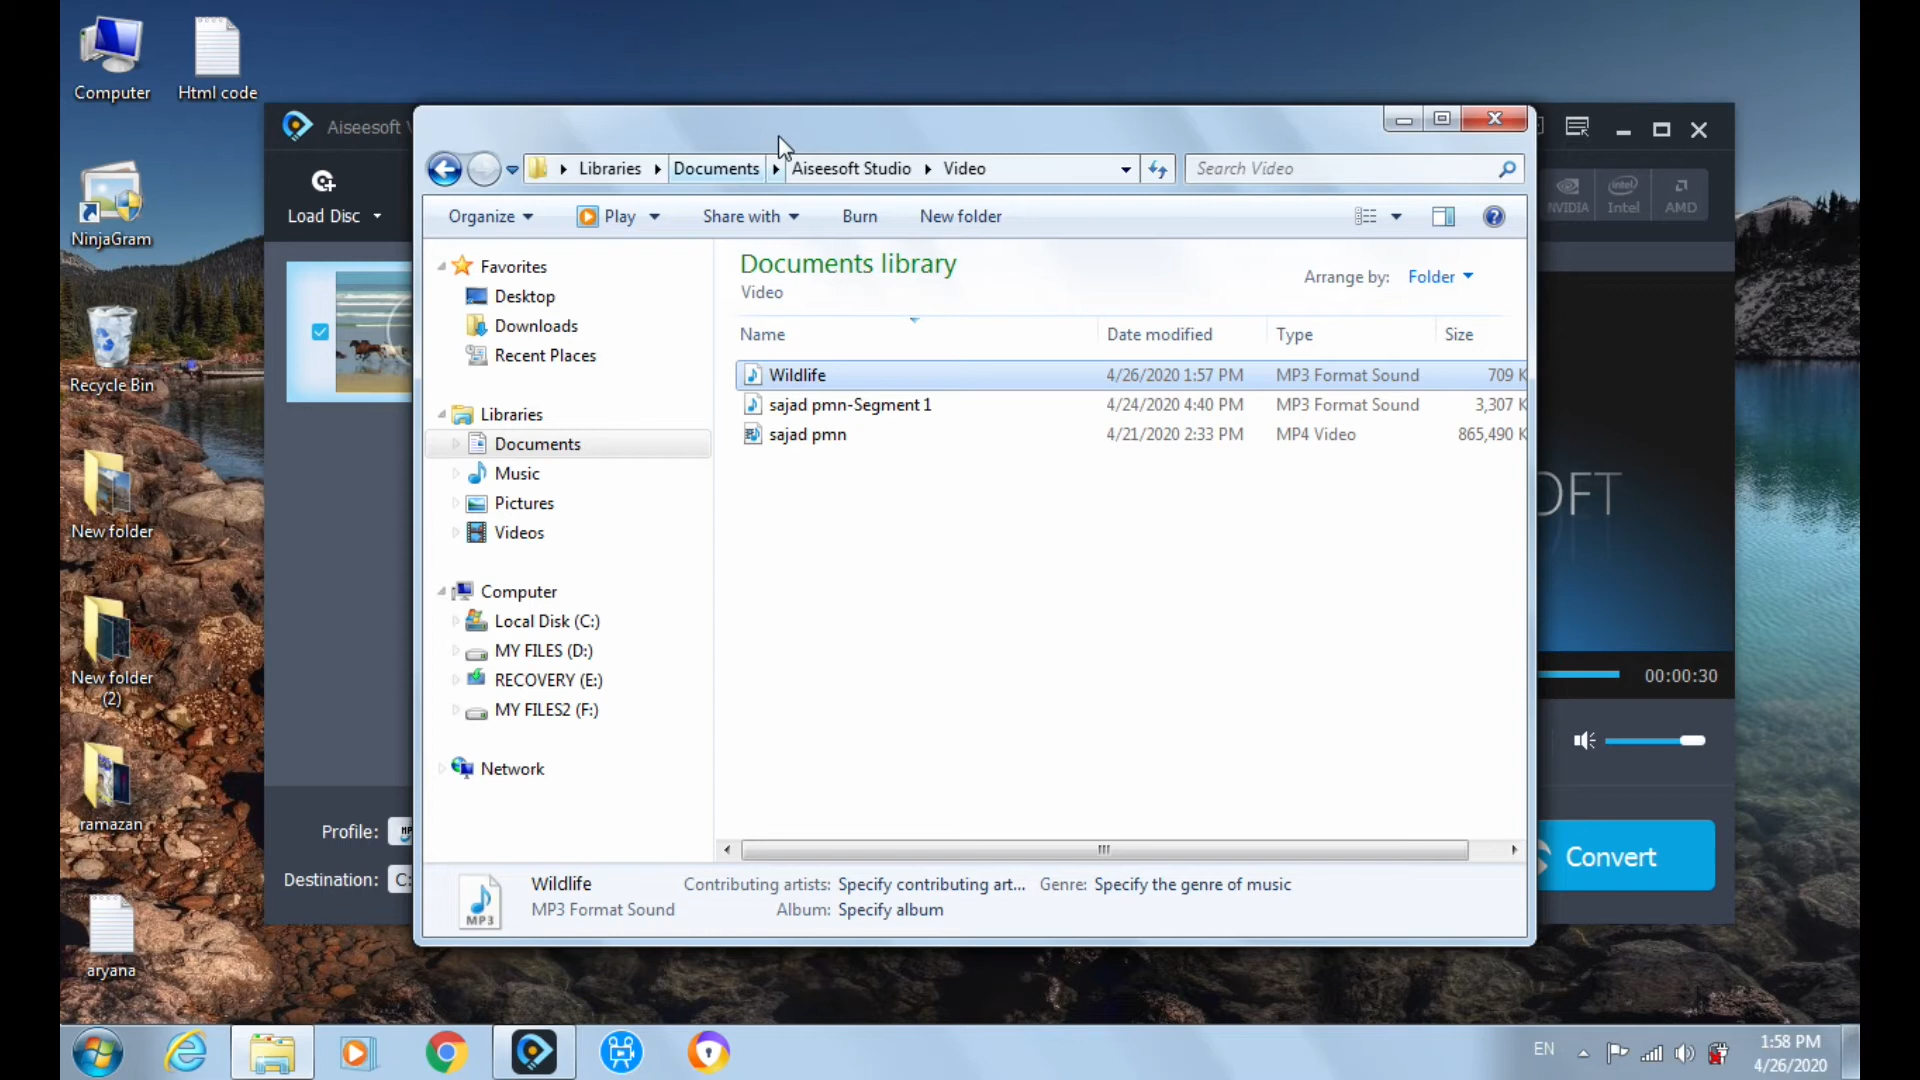 Computer
Html code
NinjaGram
Recycle Bin
New folder
New folder
(2)
ramazan
aryana
Aiseesoft
Load Disc
NVIDIA
Intel
AMD
Libraries
Documents
Aiseesoft Studio
Video
Search Video
Organize
Play
Share with
Burn
New folder
Favorites
Desktop
Downloads
Recent Places
Libraries
Documents
Music
Pictures
Videos
Computer
Local Disk (C:)
MY FILES (D:)
RECOVERY (E:)
MY FILES2 (F:)
Network
Documents library
Video
Arrange by: Folder
Name Date modified Type Size
Wildlife 4/26/2020 1:57 PM MP3 Format Sound 709 K
sajad pmn-Segment 1 4/24/2020 4:40 PM MP3 Format Sound 3,307 K
sajad pmn 4/21/2020 2:33 PM MP4 Video 865,490 K
OFT
00:00:30
Profile:
Destination: C:
Convert
MP3
Wildlife
MP3 Format Sound
Contributing artists: Specify contributing art... Genre: Specify the genre of music
Album: Specify album
EN
1:58 PM
4/26/2020